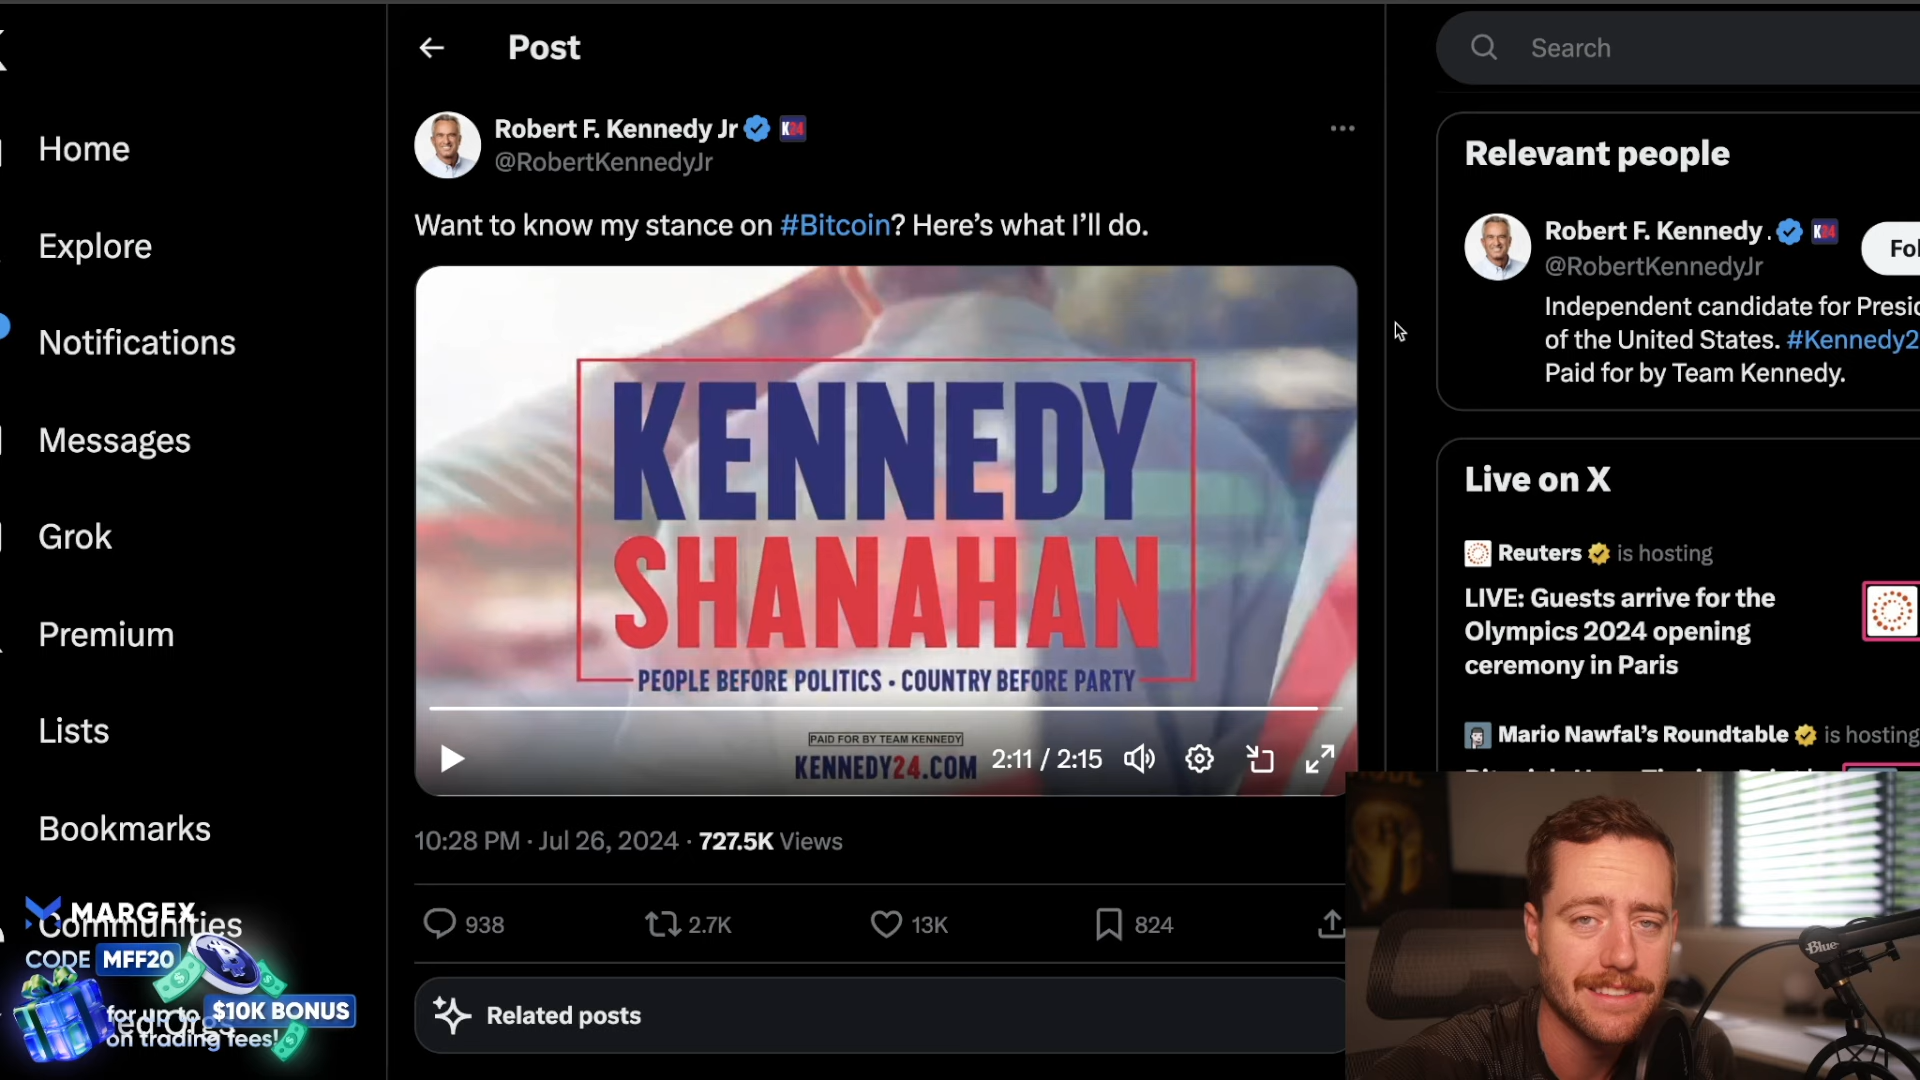 Home
Explore
Notifications
Messages
Grok
Premium
Lists
Bookmarks
Communities
MARGEX
CODE MFF20
for up to $10K BONUS
on trading fees!
Post
Robert F. Kennedy Jr K24
@RobertKennedyJr
Want to know my stance on #Bitcoin? Here’s what I’ll do.
KENNEDY
SHANAHAN
PEOPLE BEFORE POLITICS • COUNTRY BEFORE PARTY
PAID FOR BY TEAM KENNEDY
KENNEDY24.COM
2:11 / 2:15
10:28 PM · Jul 26, 2024 · 727.5K Views
938
2.7K
13K
824
Related posts
Search
Relevant people
Robert F. Kennedy . K24
@RobertKennedyJr
Fol
Independent candidate for Presid
of the United States. #Kennedy2
Paid for by Team Kennedy.
Live on X
Reuters is hosting
LIVE: Guests arrive for the
Olympics 2024 opening
ceremony in Paris
Mario Nawfal’s Roundtable is hosting
Blue